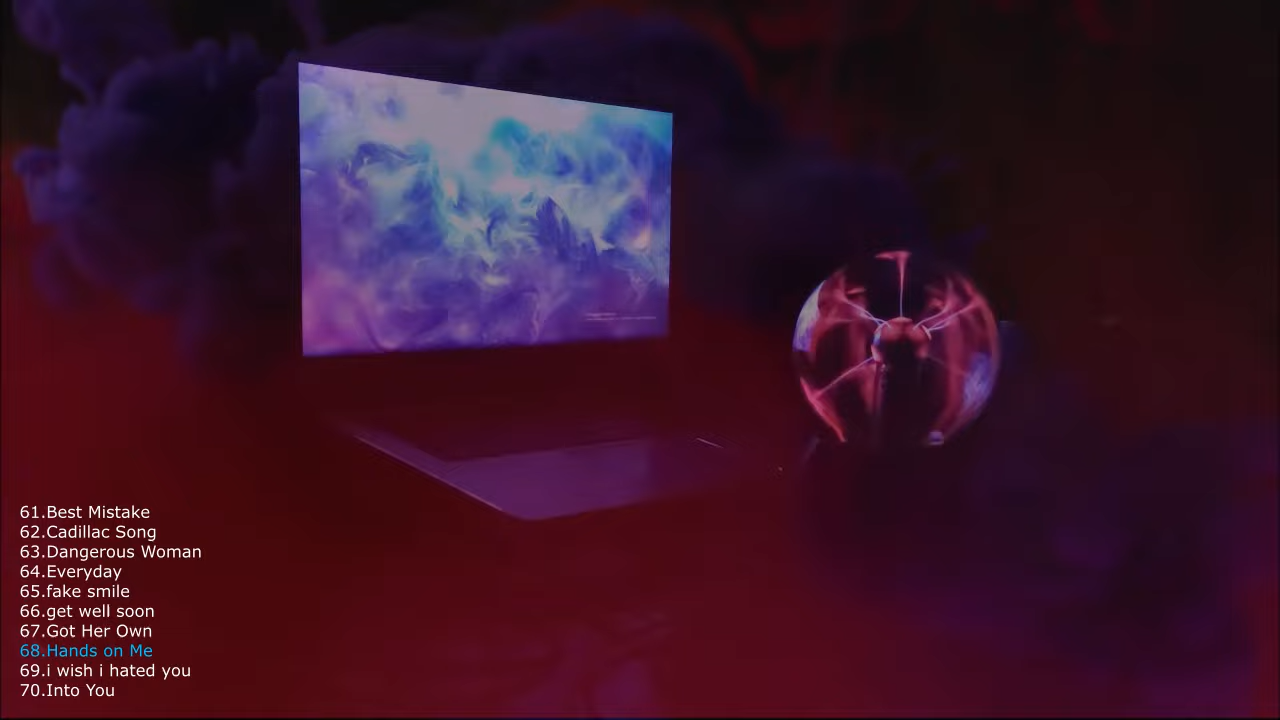 61.Best Mistake
62.Cadillac Song
63.Dangerous Woman
64.Everyday
65.fake smile
66.get well soon
67.Got Her Own
68.Hands on Me
69.i wish i hated you
70.Into You